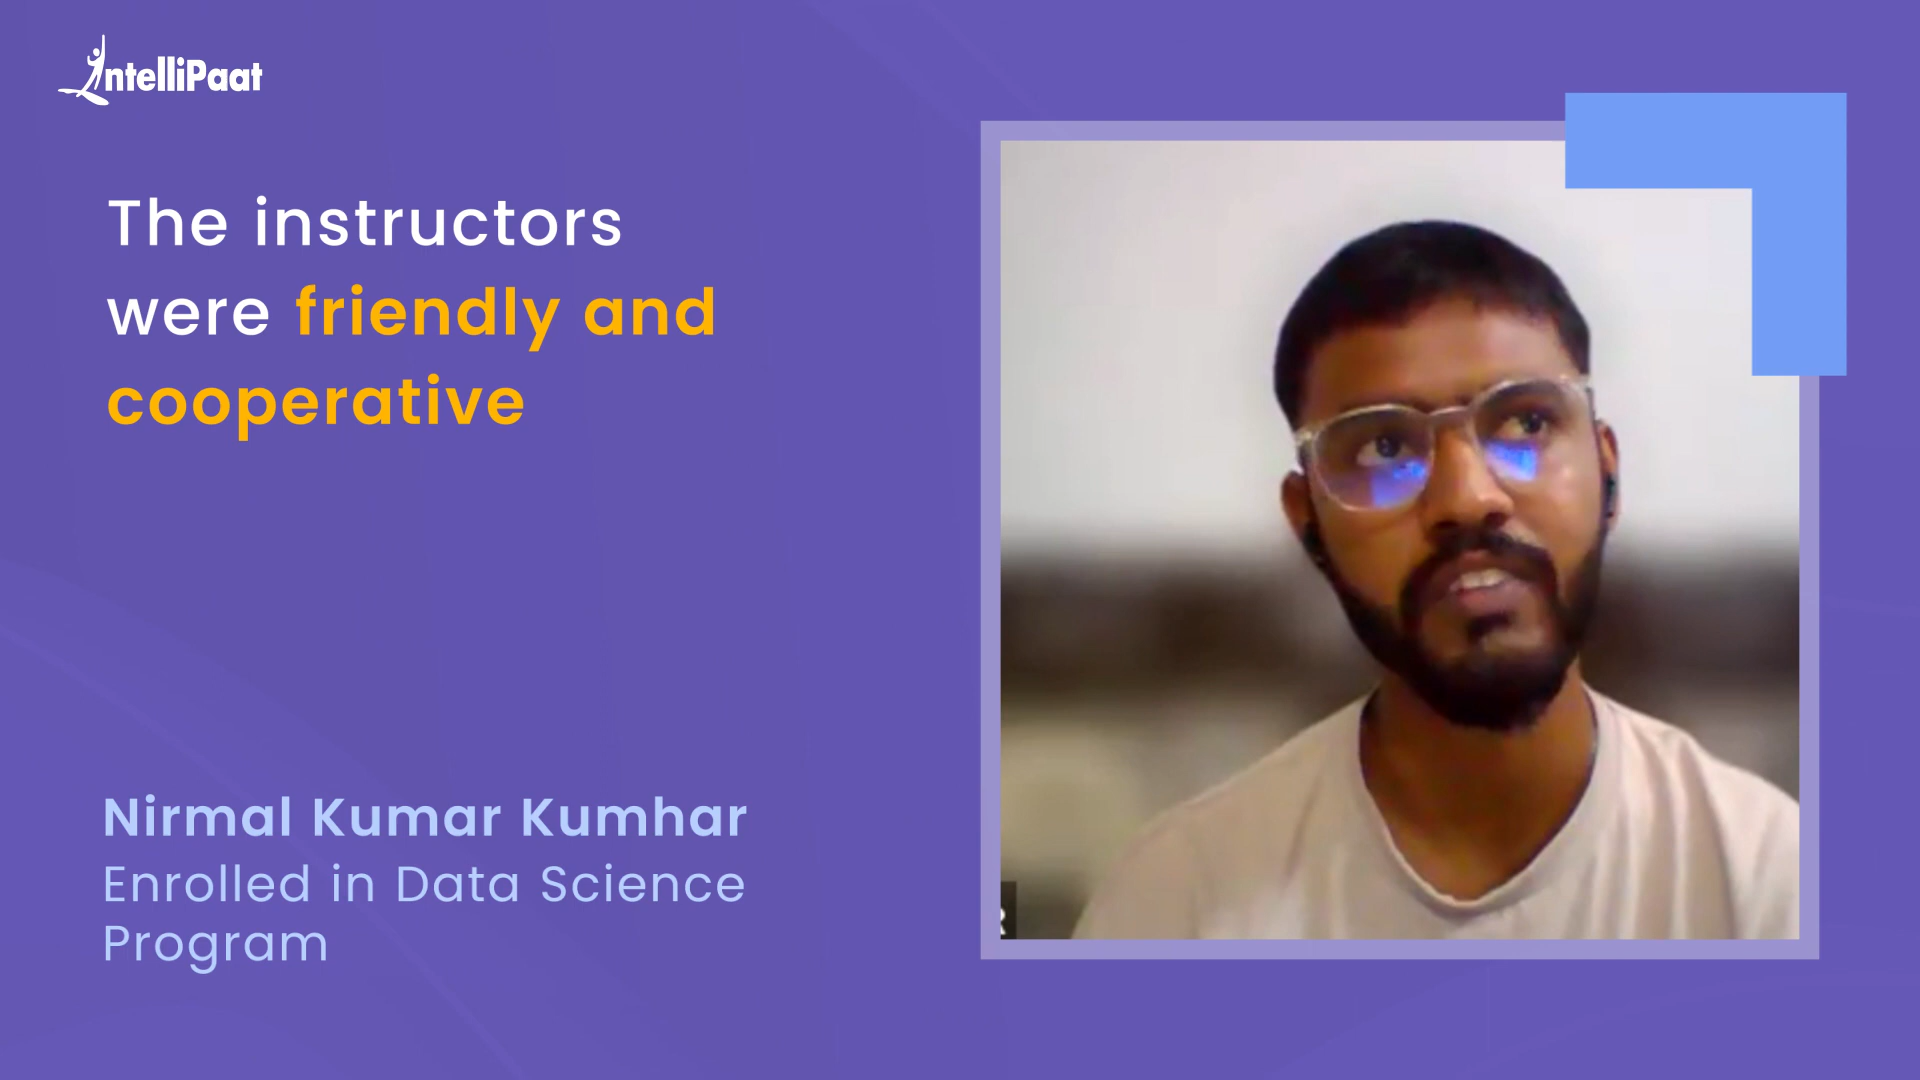 IntelliPaat
The instructors
were friendly and
cooperative
Nirmal Kumar Kumhar
Enrolled in Data Science
Program